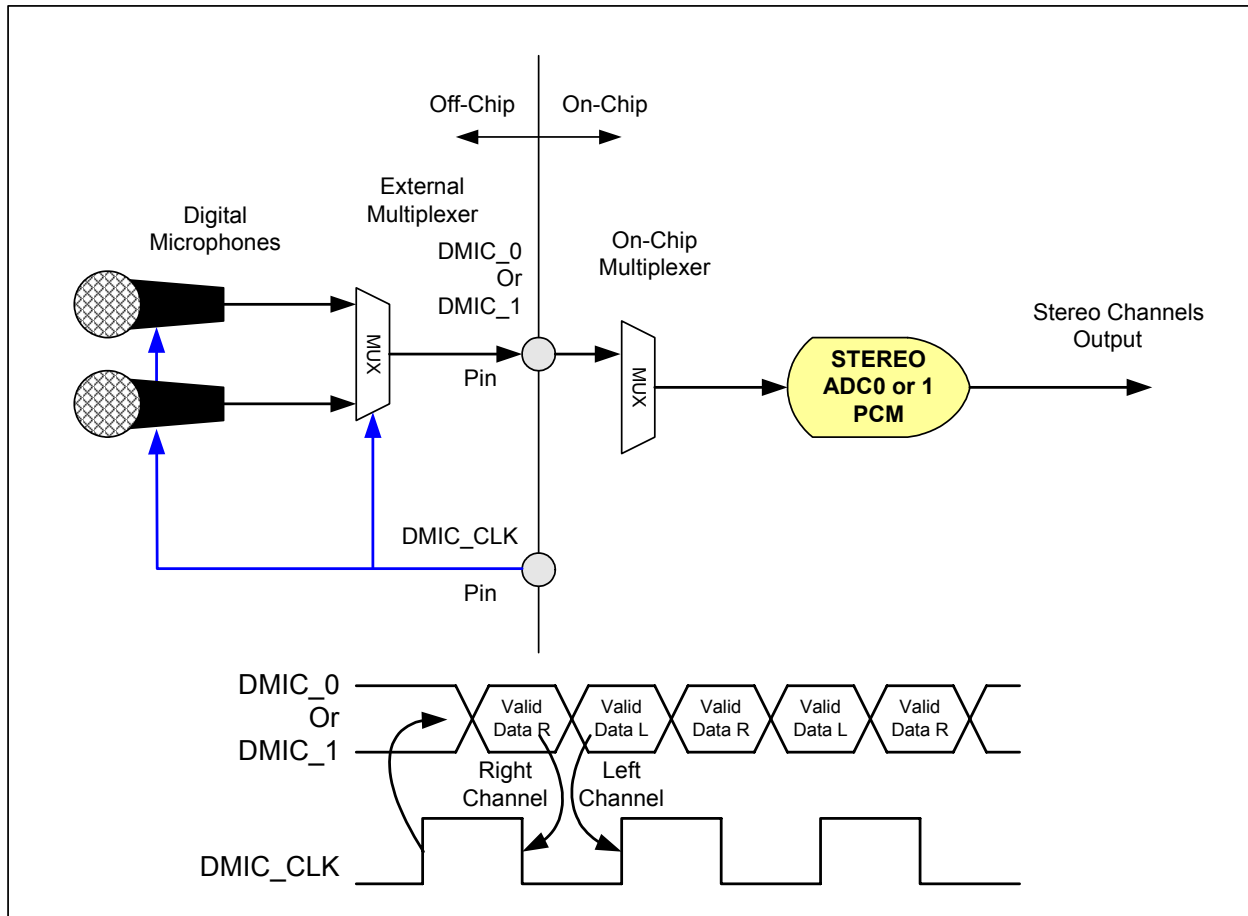 Off-Chip
On-Chip
External
Multiplexer
Digital
Microphones
DMIC_0
Or
DMIC_1
On-Chip
Multiplexer
Stereo Channels
Output
MUX
MUX
STEREO
ADC0 or 1
PCM
Pin
DMIC_CLK
Pin
DMIC_0
Or
DMIC_1
Valid
Data R
Valid
Data L
Valid
Data R
Valid
Data L
Valid
Data R
Right
Channel
Left
Channel
DMIC_CLK